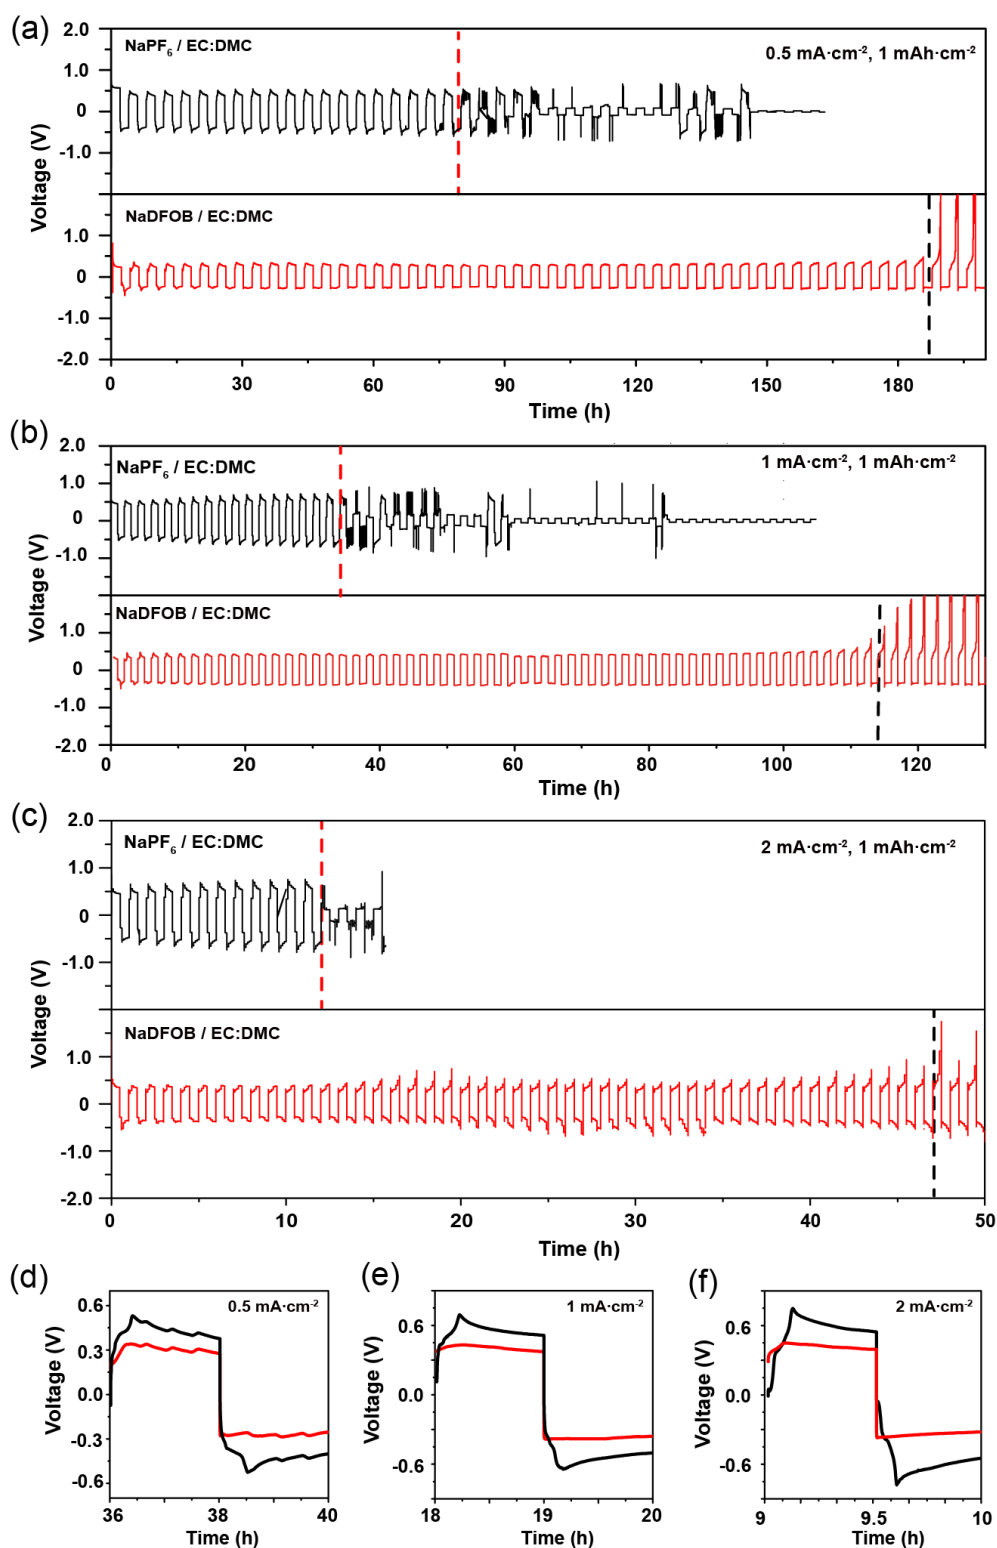 (a)
NaPF₆ / EC:DMC
0.5 mA·cm⁻², 1 mAh·cm⁻²
2.0
1.0
0
-1.0
NaDFOB / EC:DMC
1.0
0
-1.0
-2.0
Voltage (V)
0 30 60 90 120 150 180
Time (h)
(b)
NaPF₆ / EC:DMC
1 mA·cm⁻², 1 mAh·cm⁻²
2.0
1.0
0
-1.0
NaDFOB / EC:DMC
1.0
0
-1.0
-2.0
Voltage (V)
0 20 40 60 80 100 120
Time (h)
(c)
NaPF₆ / EC:DMC
2 mA·cm⁻², 1 mAh·cm⁻²
2.0
1.0
0
-1.0
NaDFOB / EC:DMC
1.0
0
-1.0
-2.0
Voltage (V)
0 10 20 30 40 50
Time (h)
(d)
0.5 mA·cm⁻²
0.6
0.3
0.0
-0.3
-0.6
Voltage (V)
36 38 40
Time (h)
(e)
1 mA·cm⁻²
0.6
0.0
-0.6
Voltage (V)
18 19 20
Time (h)
(f)
2 mA·cm⁻²
0.6
0.0
-0.6
Voltage (V)
9 9.5 10
Time (h)